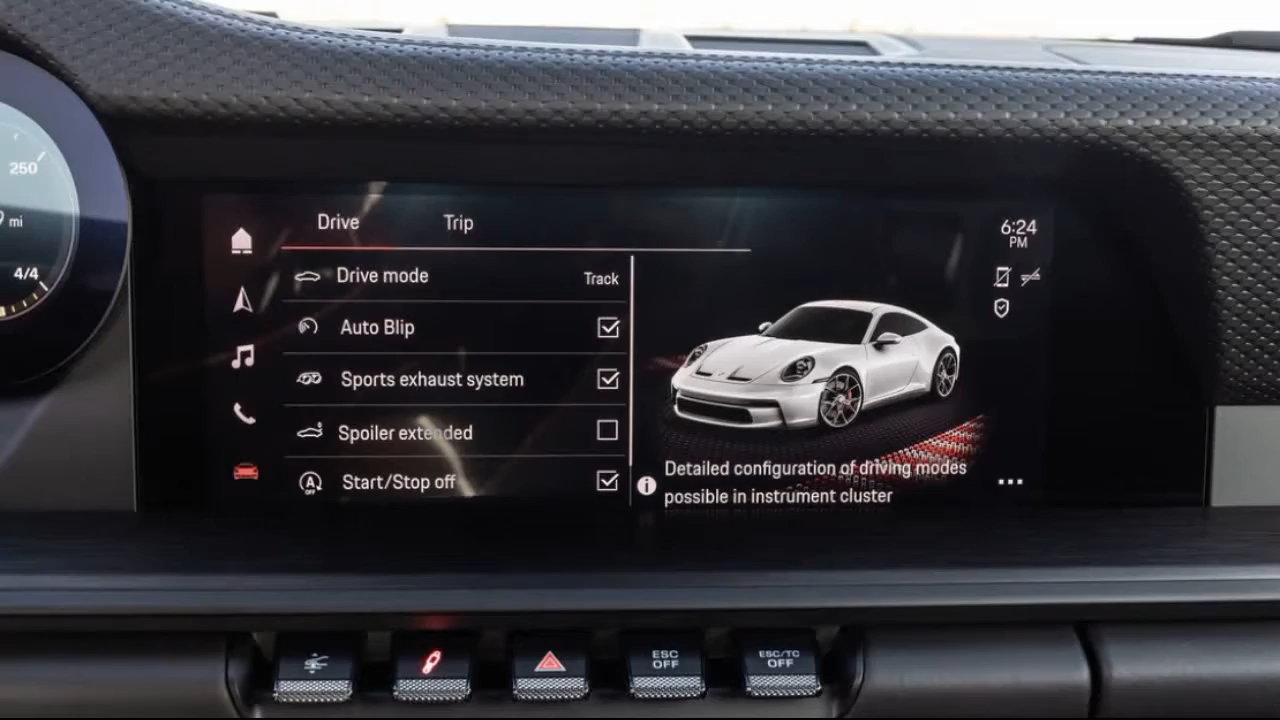 250
mi
4/4
Drive Trip
6:24
PM
Drive mode Track
Auto Blip
Sports exhaust system
Spoiler extended
Start/Stop off
A
OFF
i
Detailed configuration of driving modes
possible in instrument cluster
ESC
OFF
ESC/TC
OFF